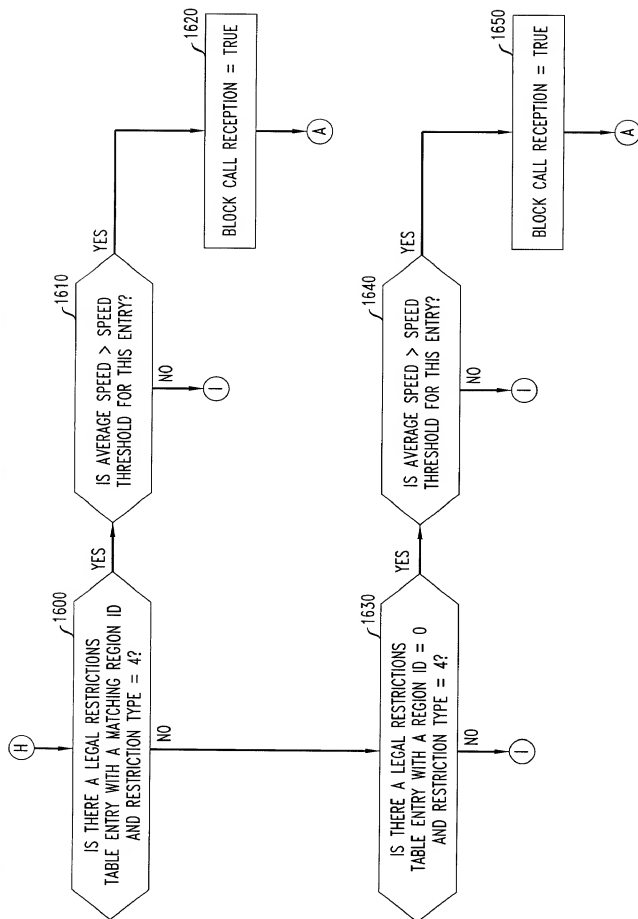 H
1600
IS THERE A LEGAL RESTRICTIONS
TABLE ENTRY WITH A MATCHING REGION ID
AND RESTRICTION TYPE = 4?
YES
NO
1610
IS AVERAGE SPEED > SPEED
THRESHOLD FOR THIS ENTRY?
YES
NO
I
1620
BLOCK CALL RECEPTION = TRUE
A
1630
IS THERE A LEGAL RESTRICTIONS
TABLE ENTRY WITH A REGION ID = 0
AND RESTRICTION TYPE = 4?
YES
NO
I
1640
IS AVERAGE SPEED > SPEED
THRESHOLD FOR THIS ENTRY?
YES
NO
I
1650
BLOCK CALL RECEPTION = TRUE
A